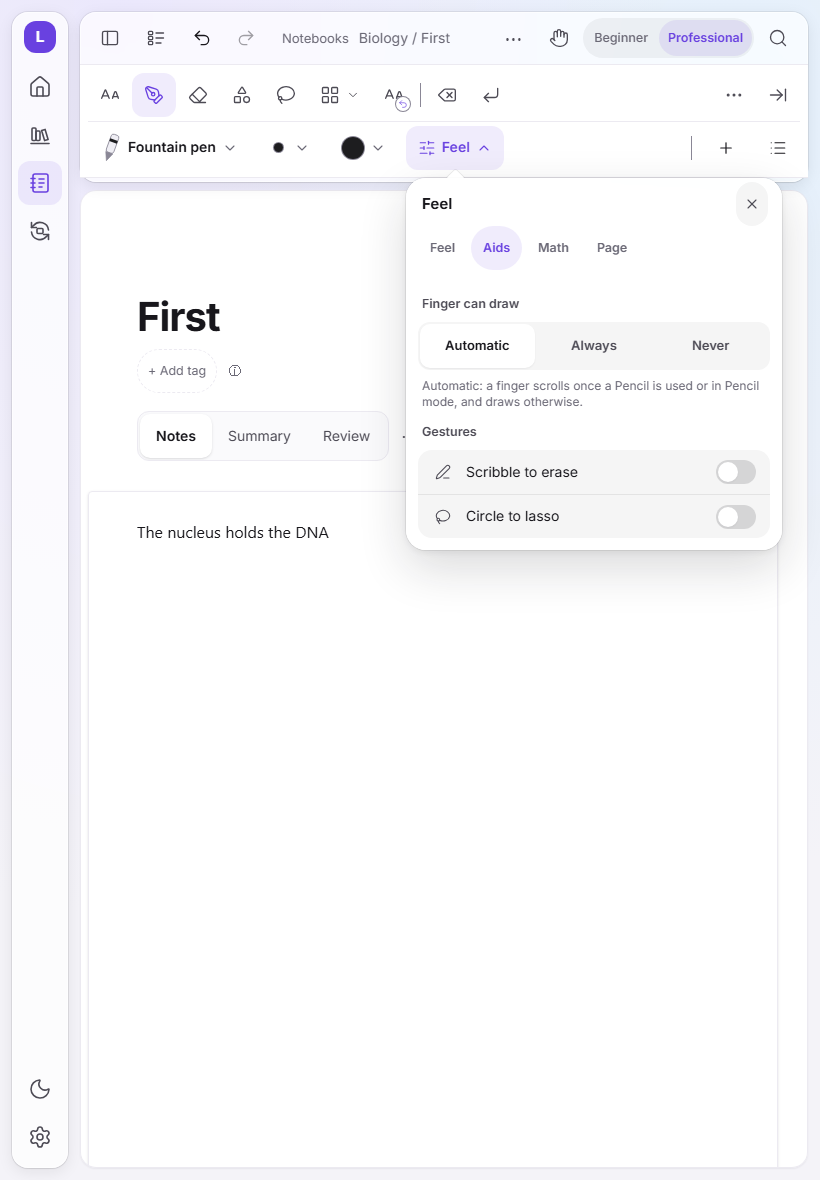 L
Notebooks Biology / First
Beginner Professional
AA
AA
Fountain pen
Feel
Feel
Feel Aids Math Page
Finger can draw
Automatic Always Never
Automatic: a finger scrolls once a Pencil is used or in Pencil
mode, and draws otherwise.
Gestures
Scribble to erase
Circle to lasso
First
+ Add tag
Notes Summary Review
The nucleus holds the DNA